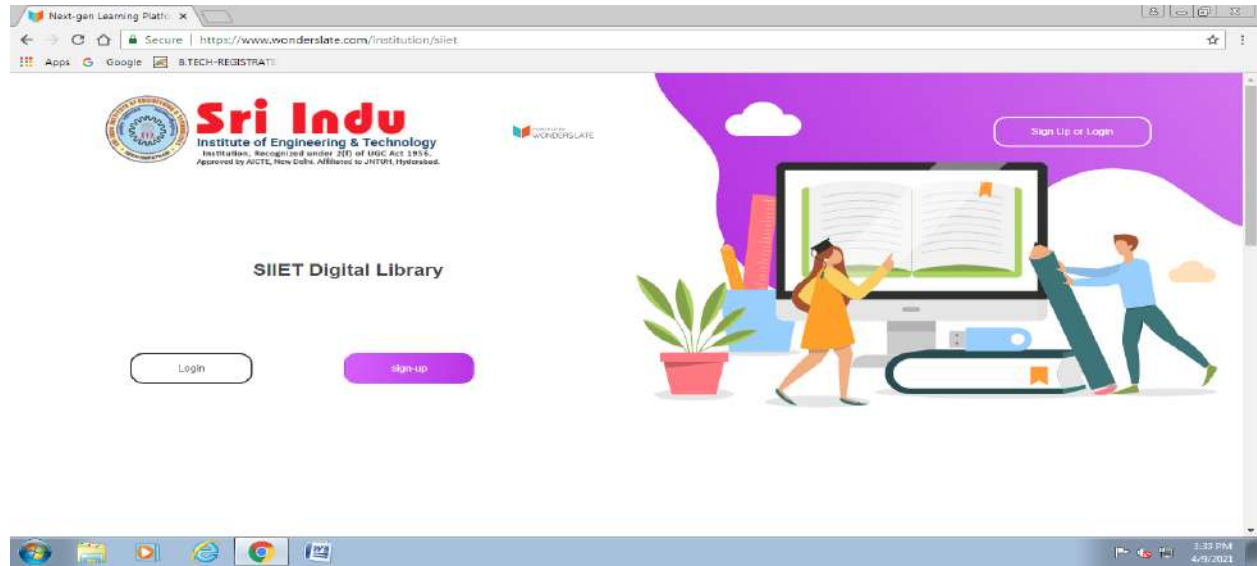 Next-gen Learning Platfo
Secure | https://www.wonderslate.com/institution/siiet
Apps Google B.TECH-REGISTRATI
Sri Indu
Institute of Engineering & Technology
Institution, Recognized under 2(f) of UGC Act 1956.
Approved by AICTE, New Delhi. Affiliated to JNTUH, Hyderabad.
WONDERSLATE
Sign Up or Login
SIIET Digital Library
Login sign-up
3:33 PM
4/9/2021